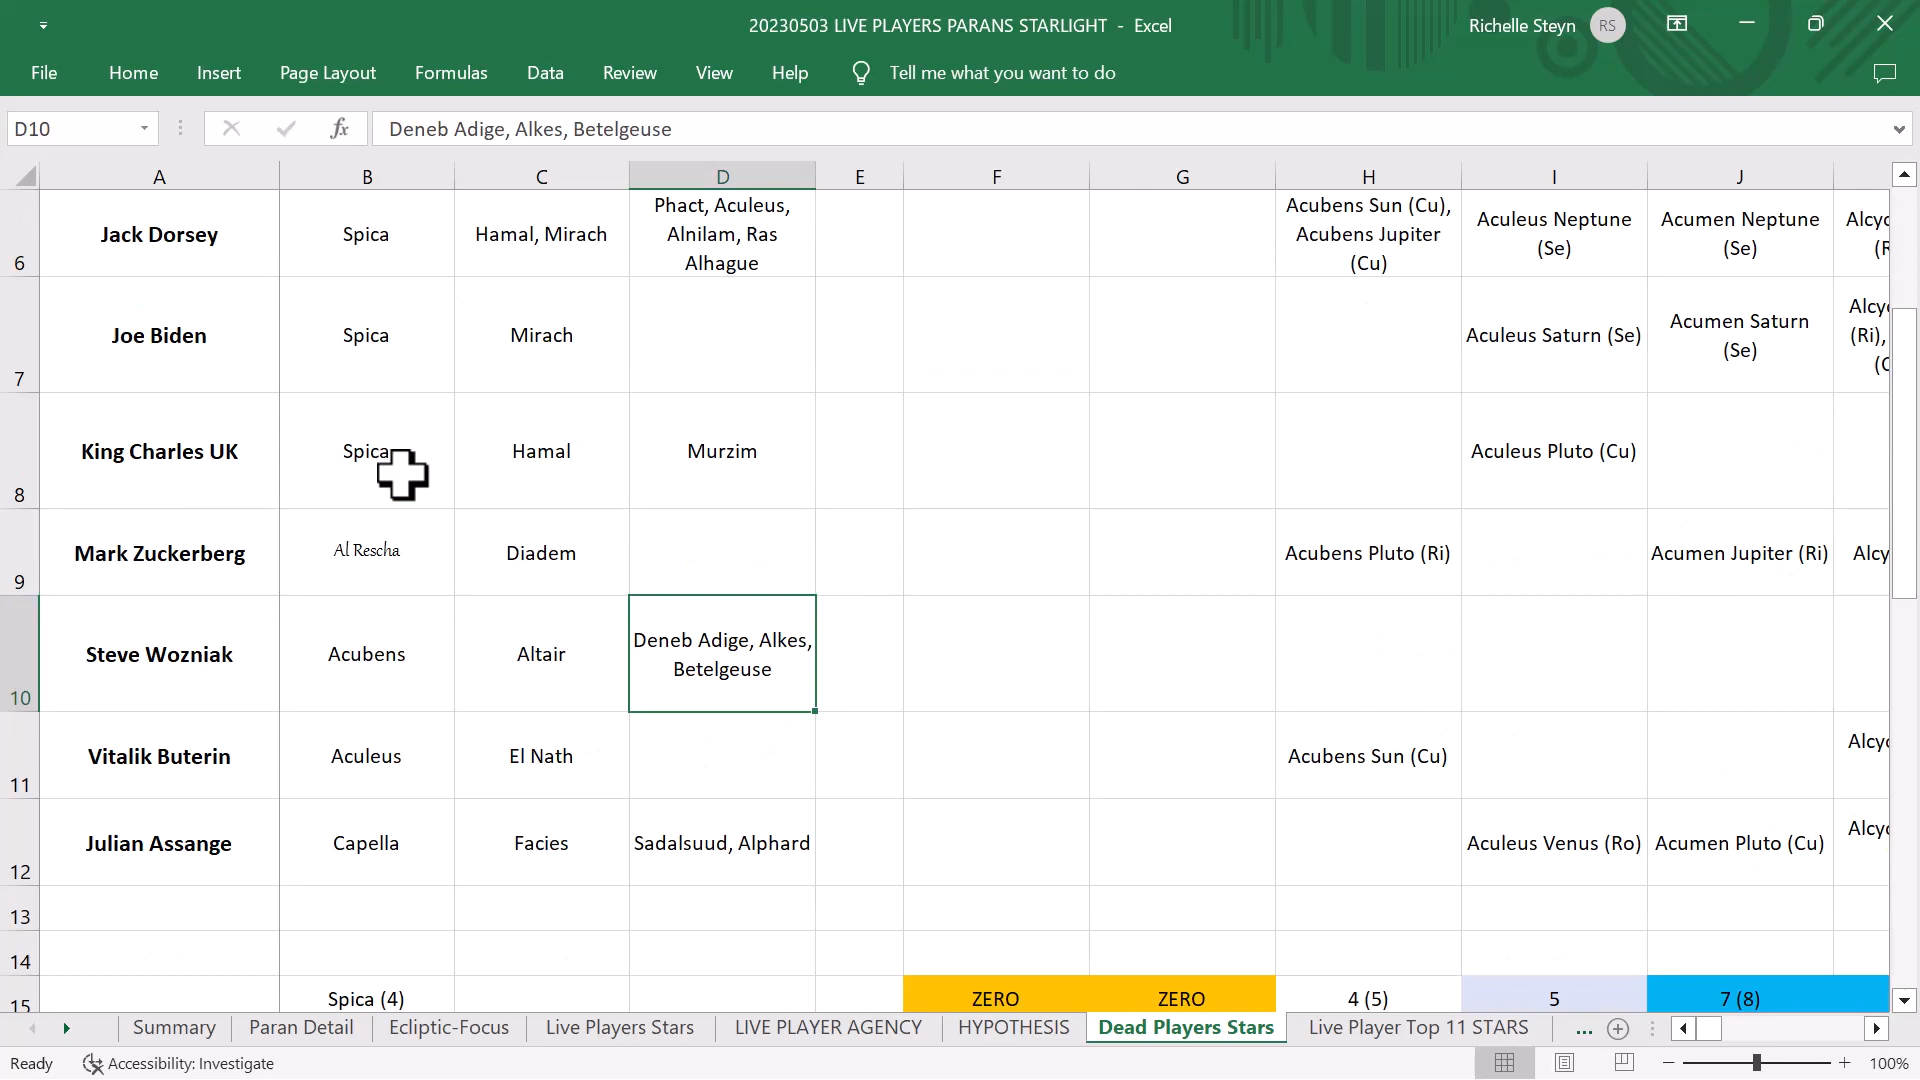 20230503 LIVE PLAYERS PARANS STARLIGHT - Excel
Richelle Steyn RS
File Home Insert Page Layout Formulas Data Review View Help Tell me what you want to do
D10 fx Deneb Adige, Alkes, Betelgeuse
A B C D E F G H I J
6 Jack Dorsey Spica Hamal, Mirach
Phact, Aculeus,
Alnilam, Ras
Alhague
Acubens Sun (Cu),
Acubens Jupiter
(Cu)
Aculeus Neptune
(Se)
Acumen Neptune
(Se)
7 Joe Biden Spica Mirach Aculeus Saturn (Se)
Acumen Saturn
(Se)
(Ri),
8 King Charles UK Spica Hamal Murzim Aculeus Pluto (Cu)
9 Mark Zuckerberg Al Rescha Diadem Acubens Pluto (Ri) Acumen Jupiter (Ri)
10 Steve Wozniak Acubens Altair
Deneb Adige, Alkes,
Betelgeuse
11 Vitalik Buterin Aculeus El Nath Acubens Sun (Cu)
12 Julian Assange Capella Facies Sadalsuud, Alphard Aculeus Venus (Ro) Acumen Pluto (Cu)
13
14
15 Spica (4) ZERO ZERO 4 (5) 5 7 (8)
Summary Paran Detail Ecliptic-Focus Live Players Stars LIVE PLAYER AGENCY HYPOTHESIS Dead Players Stars Live Player Top 11 STARS ...
Ready Accessibility: Investigate 100%